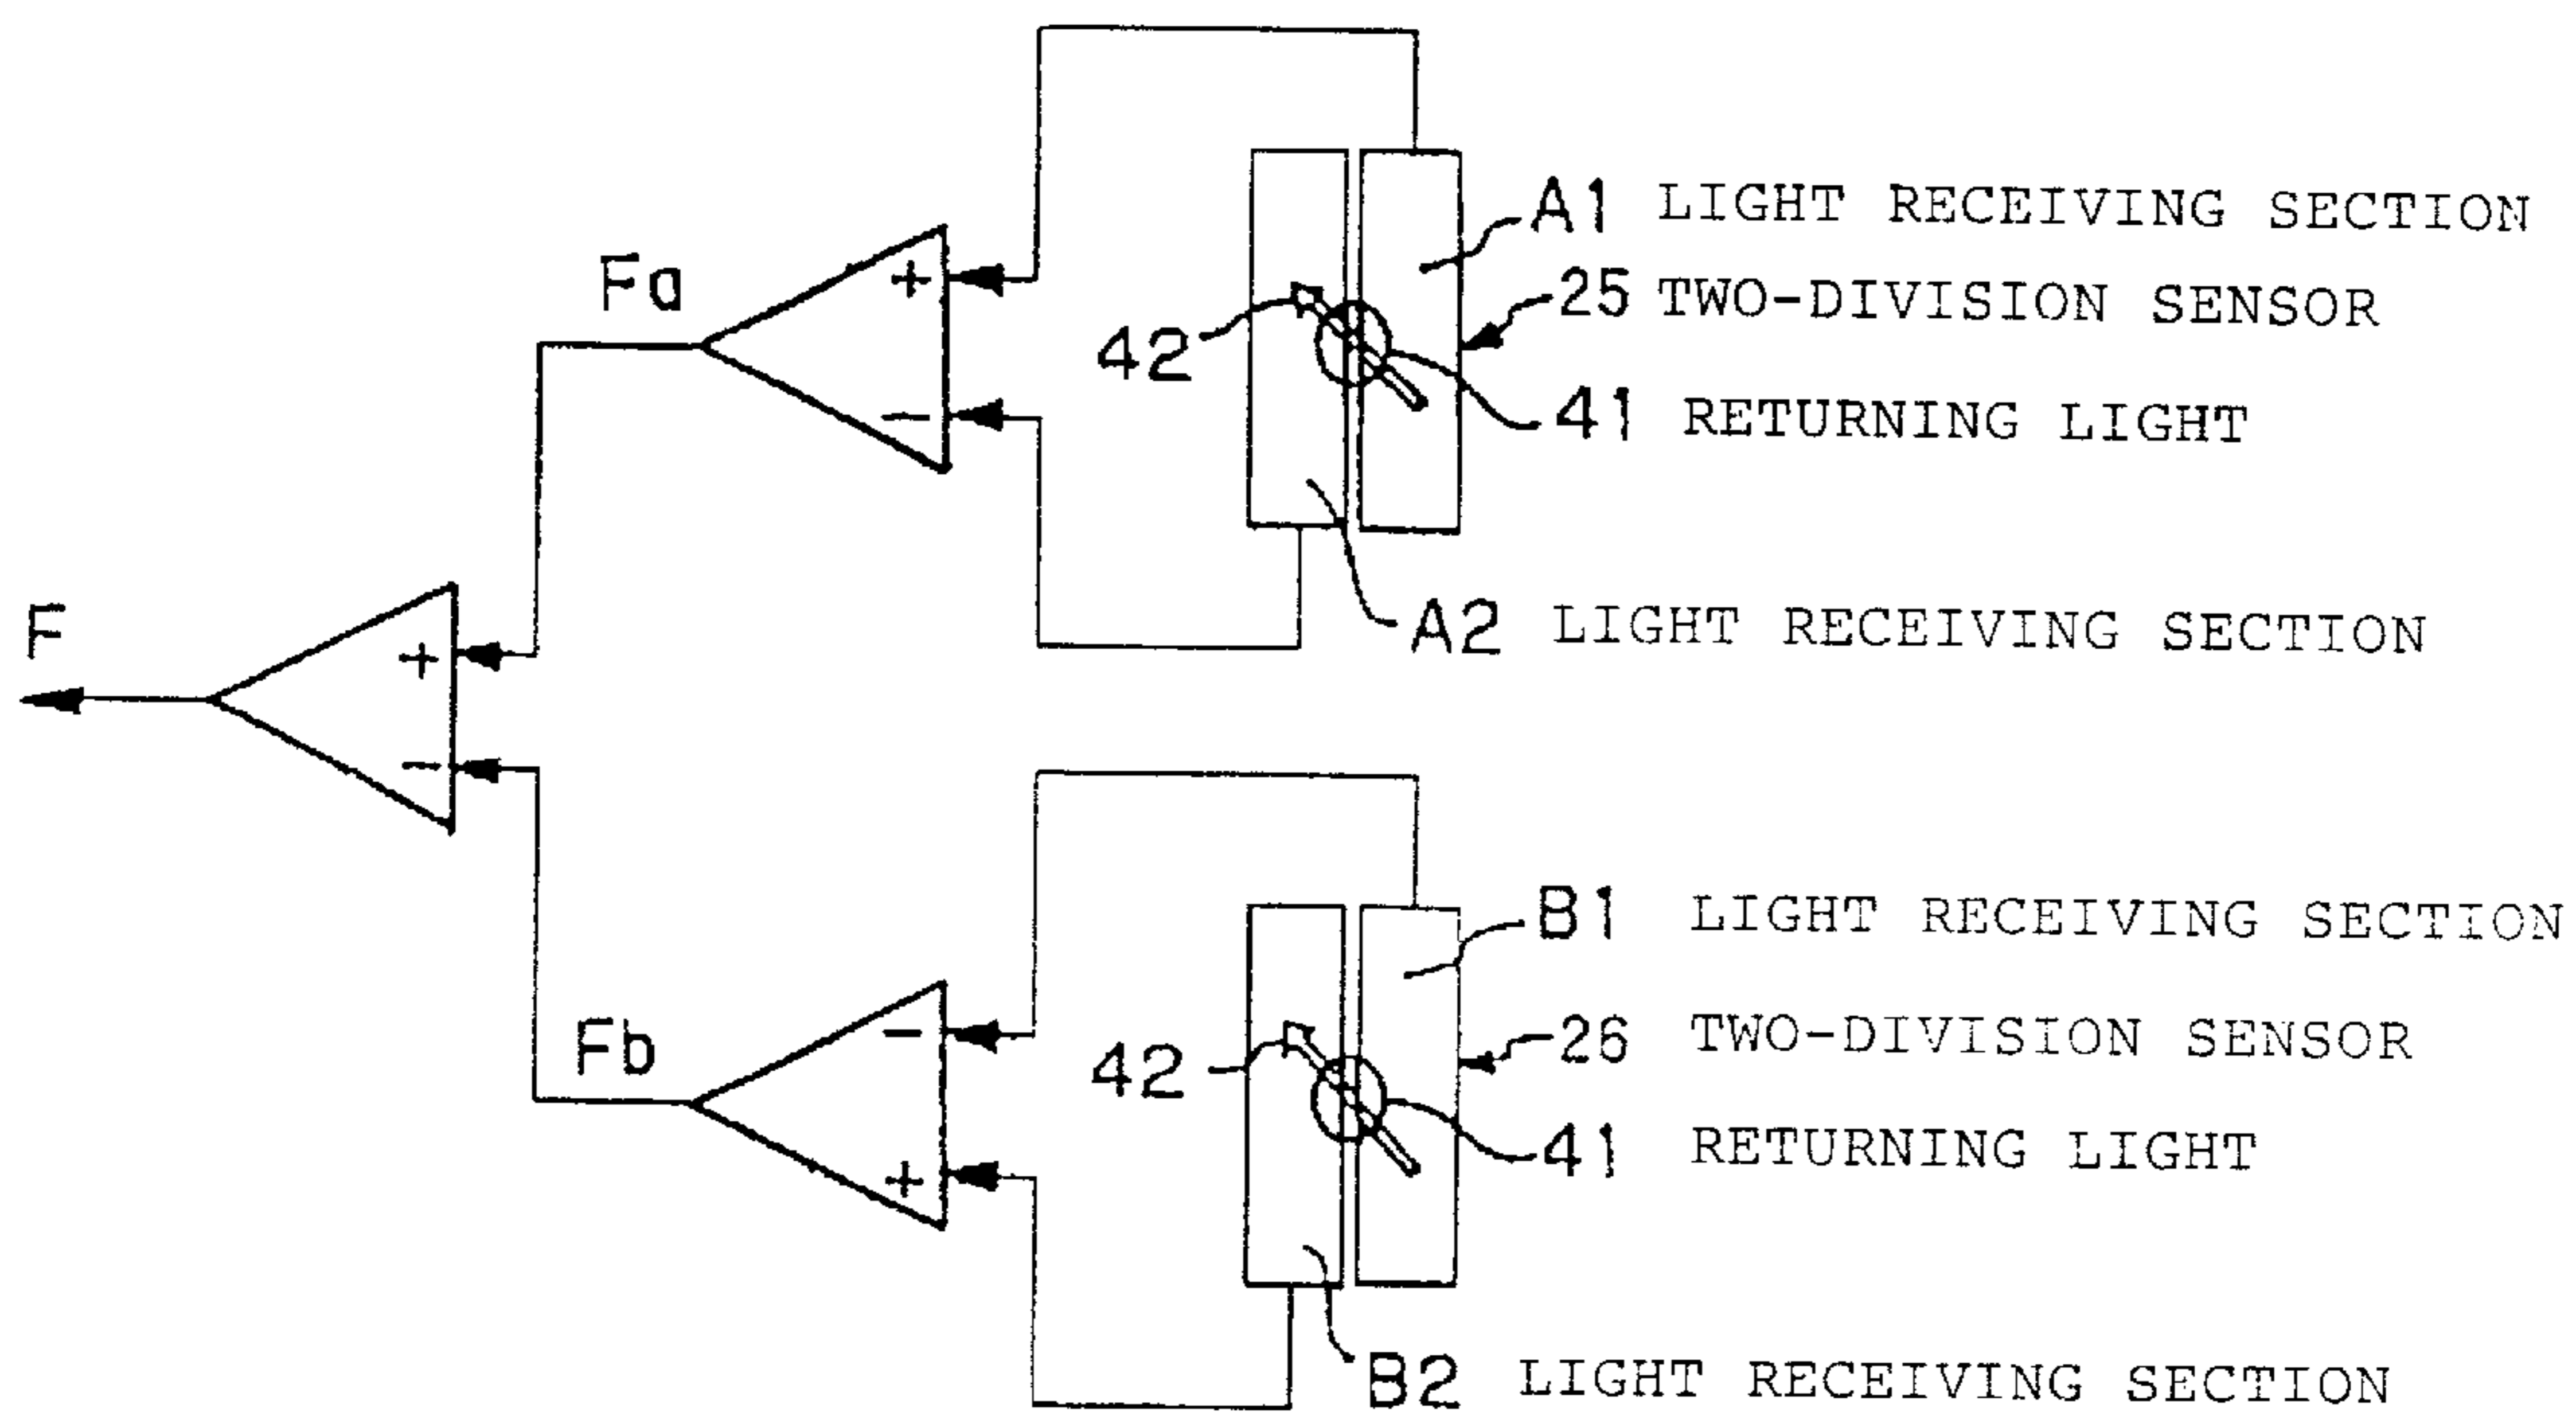 A1 LIGHT RECEIVING SECTION
Fa + 25 TWO-DIVISION SENSOR
42
- 41 RETURNING LIGHT
F + A2 LIGHT RECEIVING SECTION
-
B1 LIGHT RECEIVING SECTION
Fb - 26 TWO-DIVISION SENSOR
42
+ 41 RETURNING LIGHT
B2 LIGHT RECEIVING SECTION